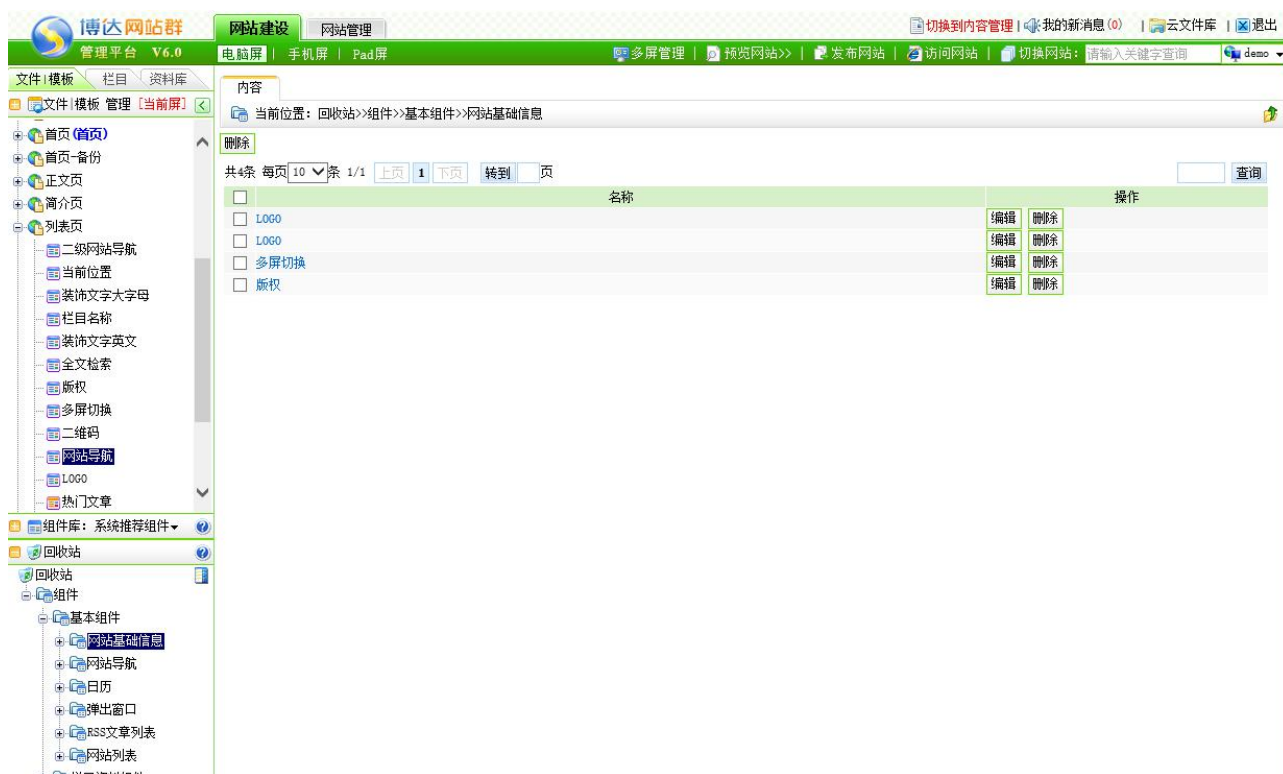 博达网站群
管理平台 V6.0
网站建设 网站管理
切换到内容管理 | 我的新消息(0) | 云文件库 | 退出
电脑屏 | 手机屏 | Pad屏
多屏管理 | 预览网站>> | 发布网站 | 访问网站 | 切换网站: 请输入关键字查询 demo
文件|模板 栏目 资料库
文件|模板 管理 [当前屏]
首页(首页)
首页-备份
正文页
简介页
列表页
二级网站导航
当前位置
装饰文字大字母
栏目名称
装饰文字英文
全文检索
版权
多屏切换
二维码
网站导航
LOGO
热门文章
组件库: 系统推荐组件
回收站
回收站
组件
基本组件
网站基础信息
网站导航
日历
弹出窗口
RSS文章列表
网站列表
内容
当前位置: 回收站>>组件>>基本组件>>网站基础信息
删除
共4条 每页 10 条 1/1 上页 1 下页 转到 页 查询
名称 操作
LOGO 编辑 删除
LOGO 编辑 删除
多屏切换 编辑 删除
版权 编辑 删除